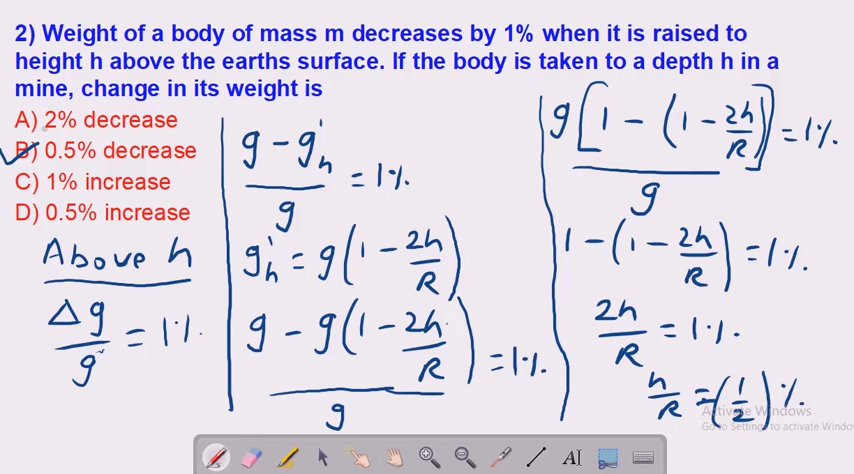 2) Weight of a body of mass m decreases by 1% when it is raised to
height h above the earths surface. If the body is taken to a depth h in a
mine, change in its weight is
A) 2% decrease
B) 0.5% decrease
C) 1% increase
D) 0.5% increase
Above h
Δg/g = 1%.
(g - g'h)/g = 1%.
g'h = g(1 - 2h/R)
(g - g(1 - 2h/R))/g = 1%.
g[1 - (1 - 2h/R)]/g = 1%.
1 - (1 - 2h/R) = 1%.
2h/R = 1%.
h/R = (1/2)%.
Activate Windows
Go to Settings to activate Window
AI